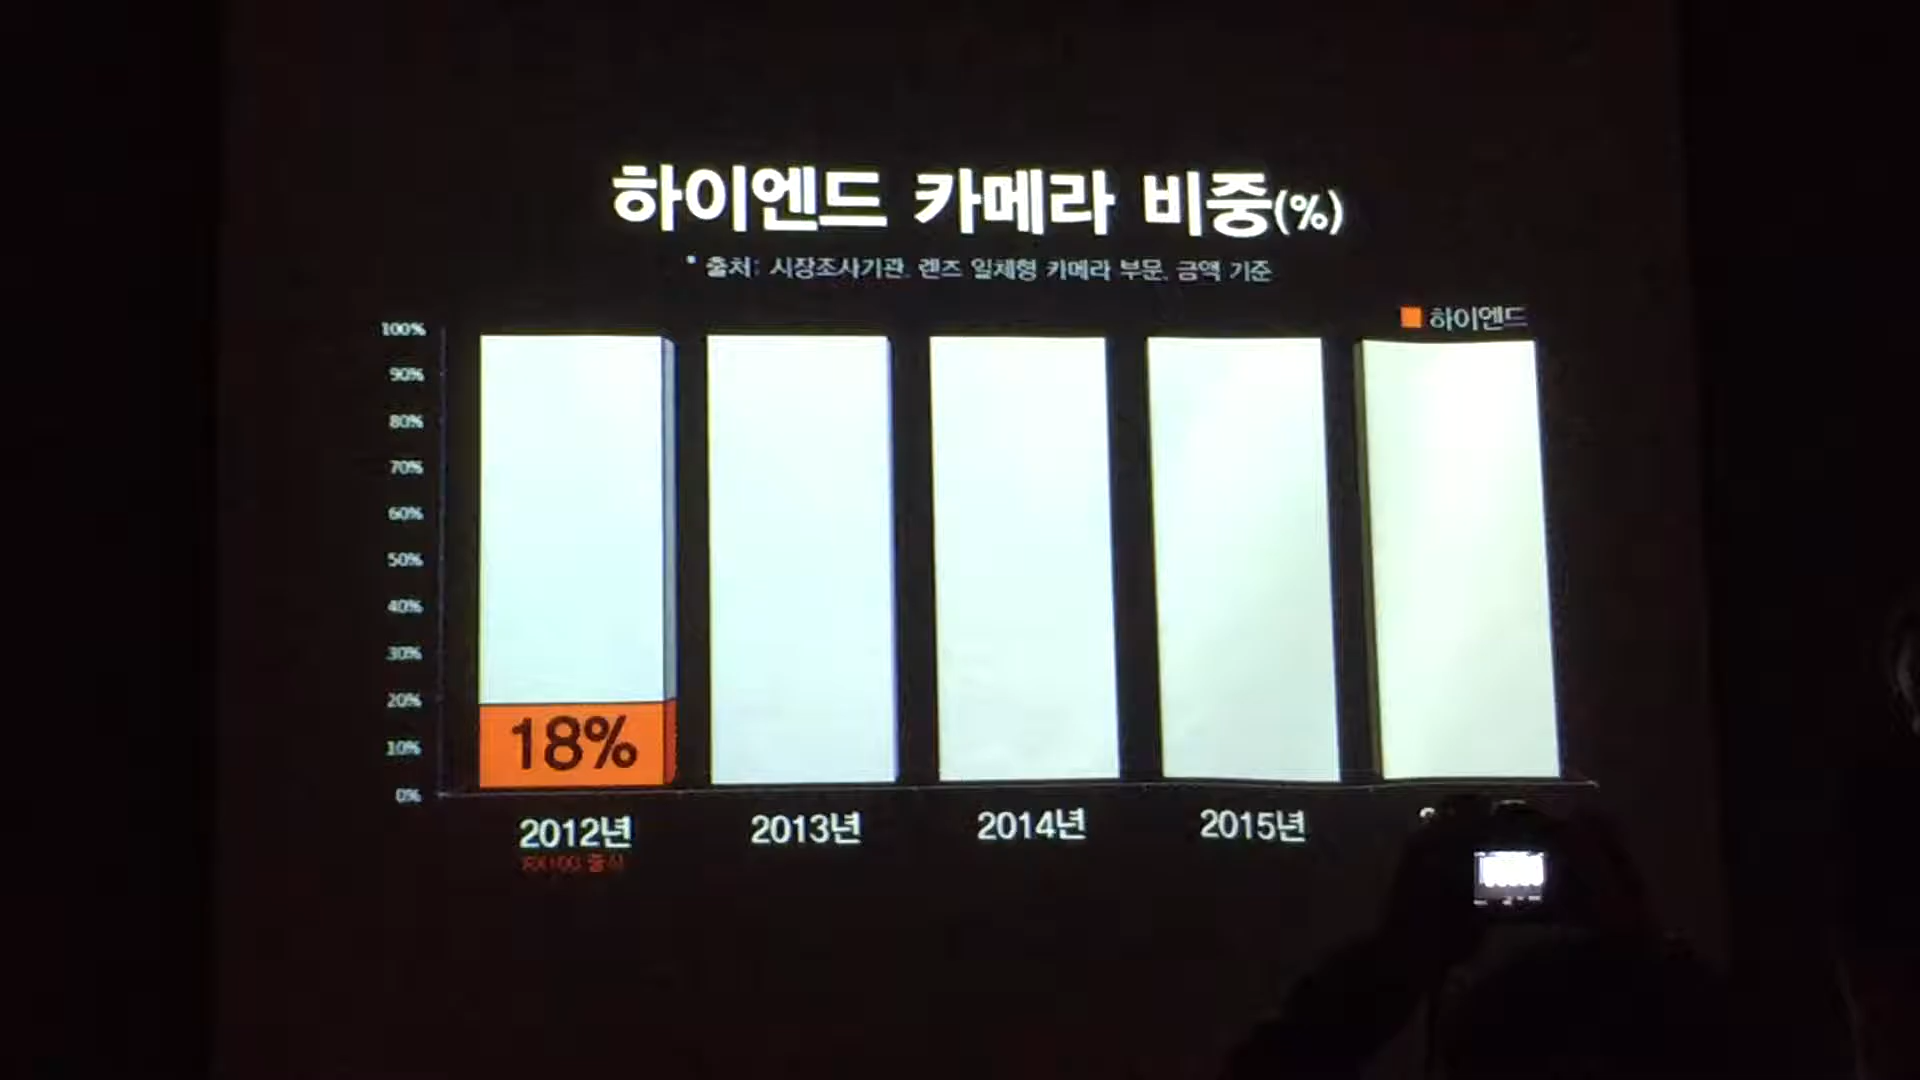 하이엔드 카메라 비중(%)
* 출처: 시장조사기관, 렌즈 일체형 카메라 부문, 금액 기준
하이엔드
100%
90%
80%
70%
60%
50%
40%
30%
20%
10%
0%
18%
2012년 2013년 2014년 2015년
RX100 출시